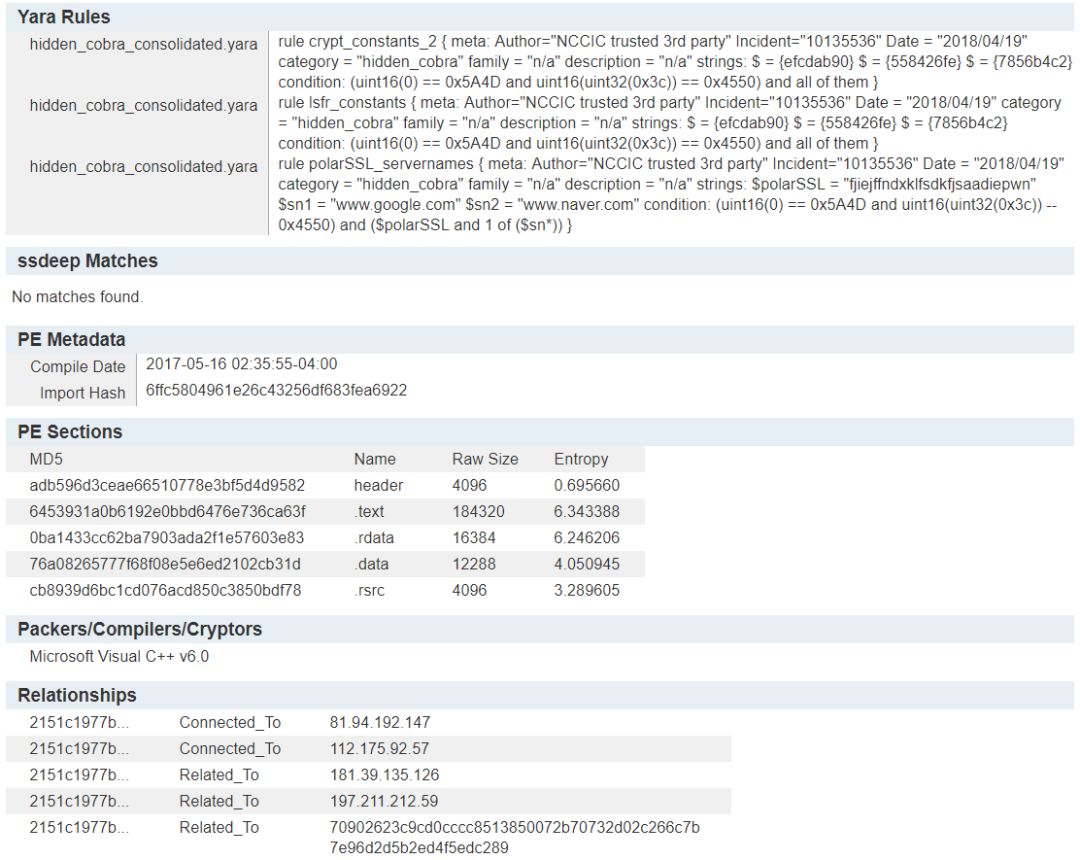 Yara Rules
hidden_cobra_consolidated.yara
rule crypt_constants_2 { meta: Author="NCCIC trusted 3rd party" Incident="10135536" Date = "2018/04/19"
category = "hidden_cobra" family = "n/a" description = "n/a" strings: $ = {efcdab90} $ = {558426fe} $ = {7856b4c2}
condition: (uint16(0) == 0x5A4D and uint16(uint32(0x3c)) == 0x4550) and all of them }
hidden_cobra_consolidated.yara
rule lsfr_constants { meta: Author="NCCIC trusted 3rd party" Incident="10135536" Date = "2018/04/19" category
= "hidden_cobra" family = "n/a" description = "n/a" strings: $ = {efcdab90} $ = {558426fe} $ = {7856b4c2}
condition: (uint16(0) == 0x5A4D and uint16(uint32(0x3c)) == 0x4550) and all of them }
hidden_cobra_consolidated.yara
rule polarSSL_servernames { meta: Author="NCCIC trusted 3rd party" Incident="10135536" Date = "2018/04/19"
category = "hidden_cobra" family = "n/a" description = "n/a" strings: $polarSSL = "fjiejffndxklfsdkfjsaadiepwn"
$sn1 = "www.google.com" $sn2 = "www.naver.com" condition: (uint16(0) == 0x5A4D and uint16(uint32(0x3c)) --
0x4550) and ($polarSSL and 1 of ($sn*)) }
ssdeep Matches
No matches found.
PE Metadata
Compile Date 2017-05-16 02:35:55-04:00
Import Hash 6ffc5804961e26c43256df683fea6922
PE Sections
MD5 Name Raw Size Entropy
adb596d3ceae66510778e3bf5d4d9582 header 4096 0.695660
6453931a0b6192e0bbd6476e736ca63f .text 184320 6.343388
0ba1433cc62ba7903ada2f1e57603e83 .rdata 16384 6.246206
76a08265777f68f08e5e6ed2102cb31d .data 12288 4.050945
cb8939d6bc1cd076acd850c3850bdf78 .rsrc 4096 3.289605
Packers/Compilers/Cryptors
Microsoft Visual C++ v6.0
Relationships
2151c1977b... Connected_To 81.94.192.147
2151c1977b... Connected_To 112.175.92.57
2151c1977b... Related_To 181.39.135.126
2151c1977b... Related_To 197.211.212.59
2151c1977b... Related_To 70902623c9cd0cccc8513850072b70732d02c266c7b
7e96d2d5b2ed4f5edc289